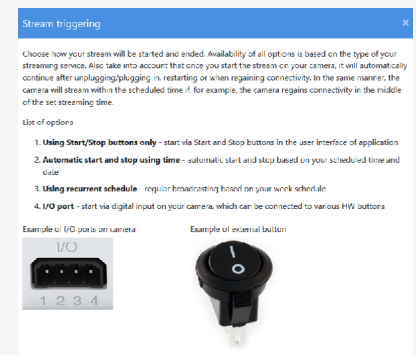 Stream triggering
×
Choose how your stream will be started and ended. Availability of all options is based on the type of your
streaming service. Also take into account that once you start the stream on your camera, it will automatically
continue after unplugging/plugging in, restarting or when regaining connectivity. In the same manner, the
camera will stream within the scheduled time if, for example, the camera regains connectivity in the middle
of the set streaming time.
List of options
1. Using Start/Stop buttons only - start via Start and Stop buttons in the user interface of application
2. Automatic start and stop using time - automatic start and stop based on your scheduled time and
date
3. Using recurrent schedule - regular broadcasting based on your week schedule
4. I/O port - start via digital input on your camera, which can be connected to various HW buttons
Example of I/O ports on camera
Example of external button
I/O
1 2 3 4